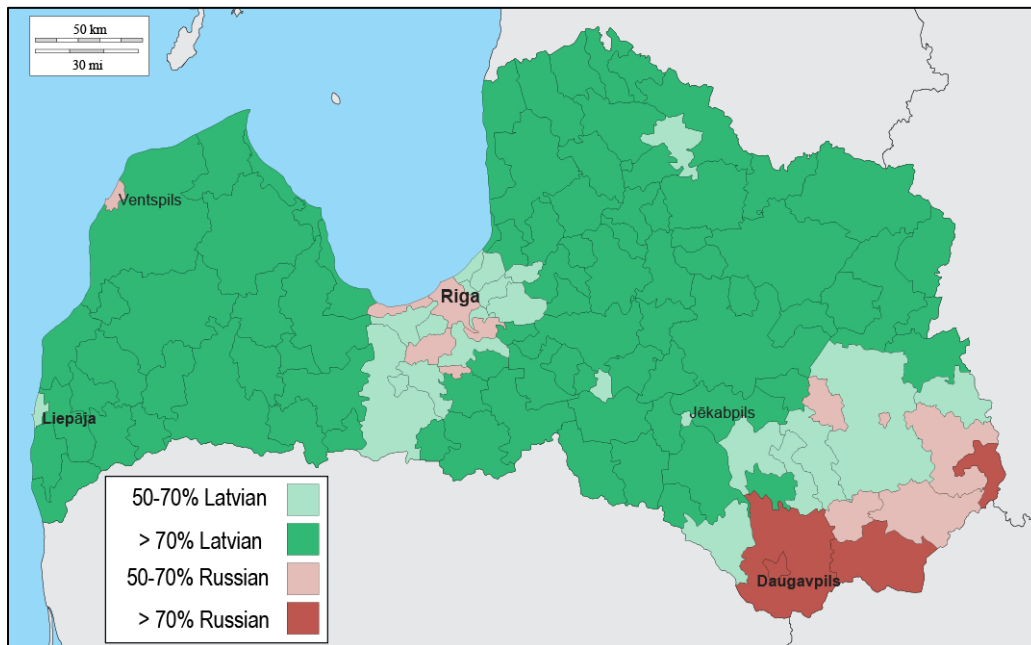 50 km
30 mi
Ventspils
Riga
Liepāja
Jēkabpils
50-70% Latvian
> 70% Latvian
50-70% Russian
> 70% Russian
Daugavpils